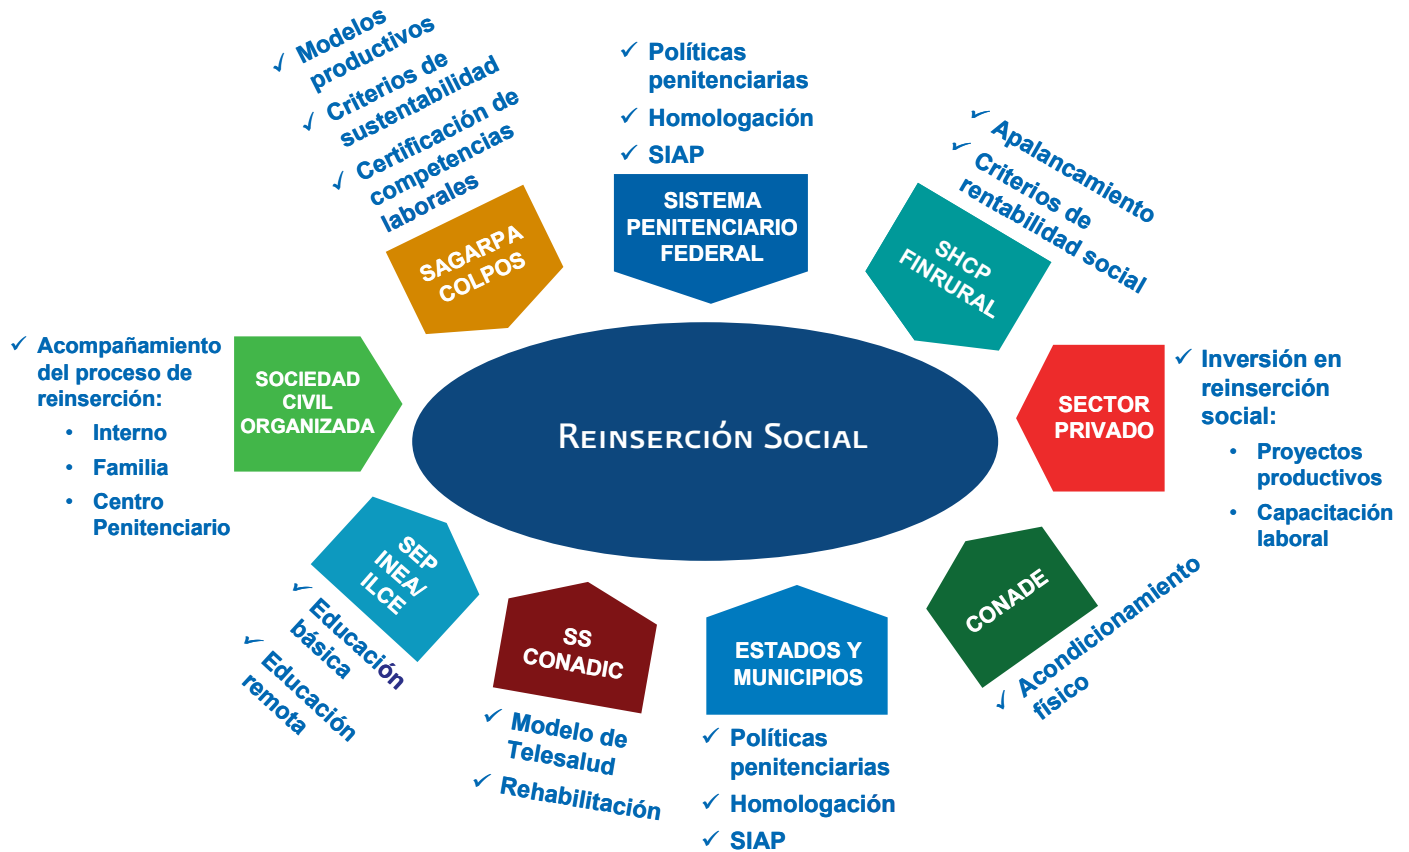 Modelos
productivos
Criterios de
sustentabilidad
Certificación de
competencias
laborales
SAGARPA
COLPOS
Políticas
penitenciarias
Homologación
SIAP
SISTEMA
PENITENCIARIO
FEDERAL
Apalancamiento
Criterios de
rentabilidad social
SHCP
FINRURAL
Acompañamiento
del proceso de
reinserción:
• Interno
• Familia
• Centro
Penitenciario
SOCIEDAD
CIVIL
ORGANIZADA
REINSERCIÓN SOCIAL
SECTOR
PRIVADO
Inversión en
reinserción
social:
• Proyectos
productivos
• Capacitación
laboral
SEP
INEA/
ILCE
Educación
básica
Educación
remota
SS
CONADIC
Modelo de
Telesalud
Rehabilitación
ESTADOS Y
MUNICIPIOS
Políticas
penitenciarias
Homologación
SIAP
CONADE
Acondicionamiento
físico